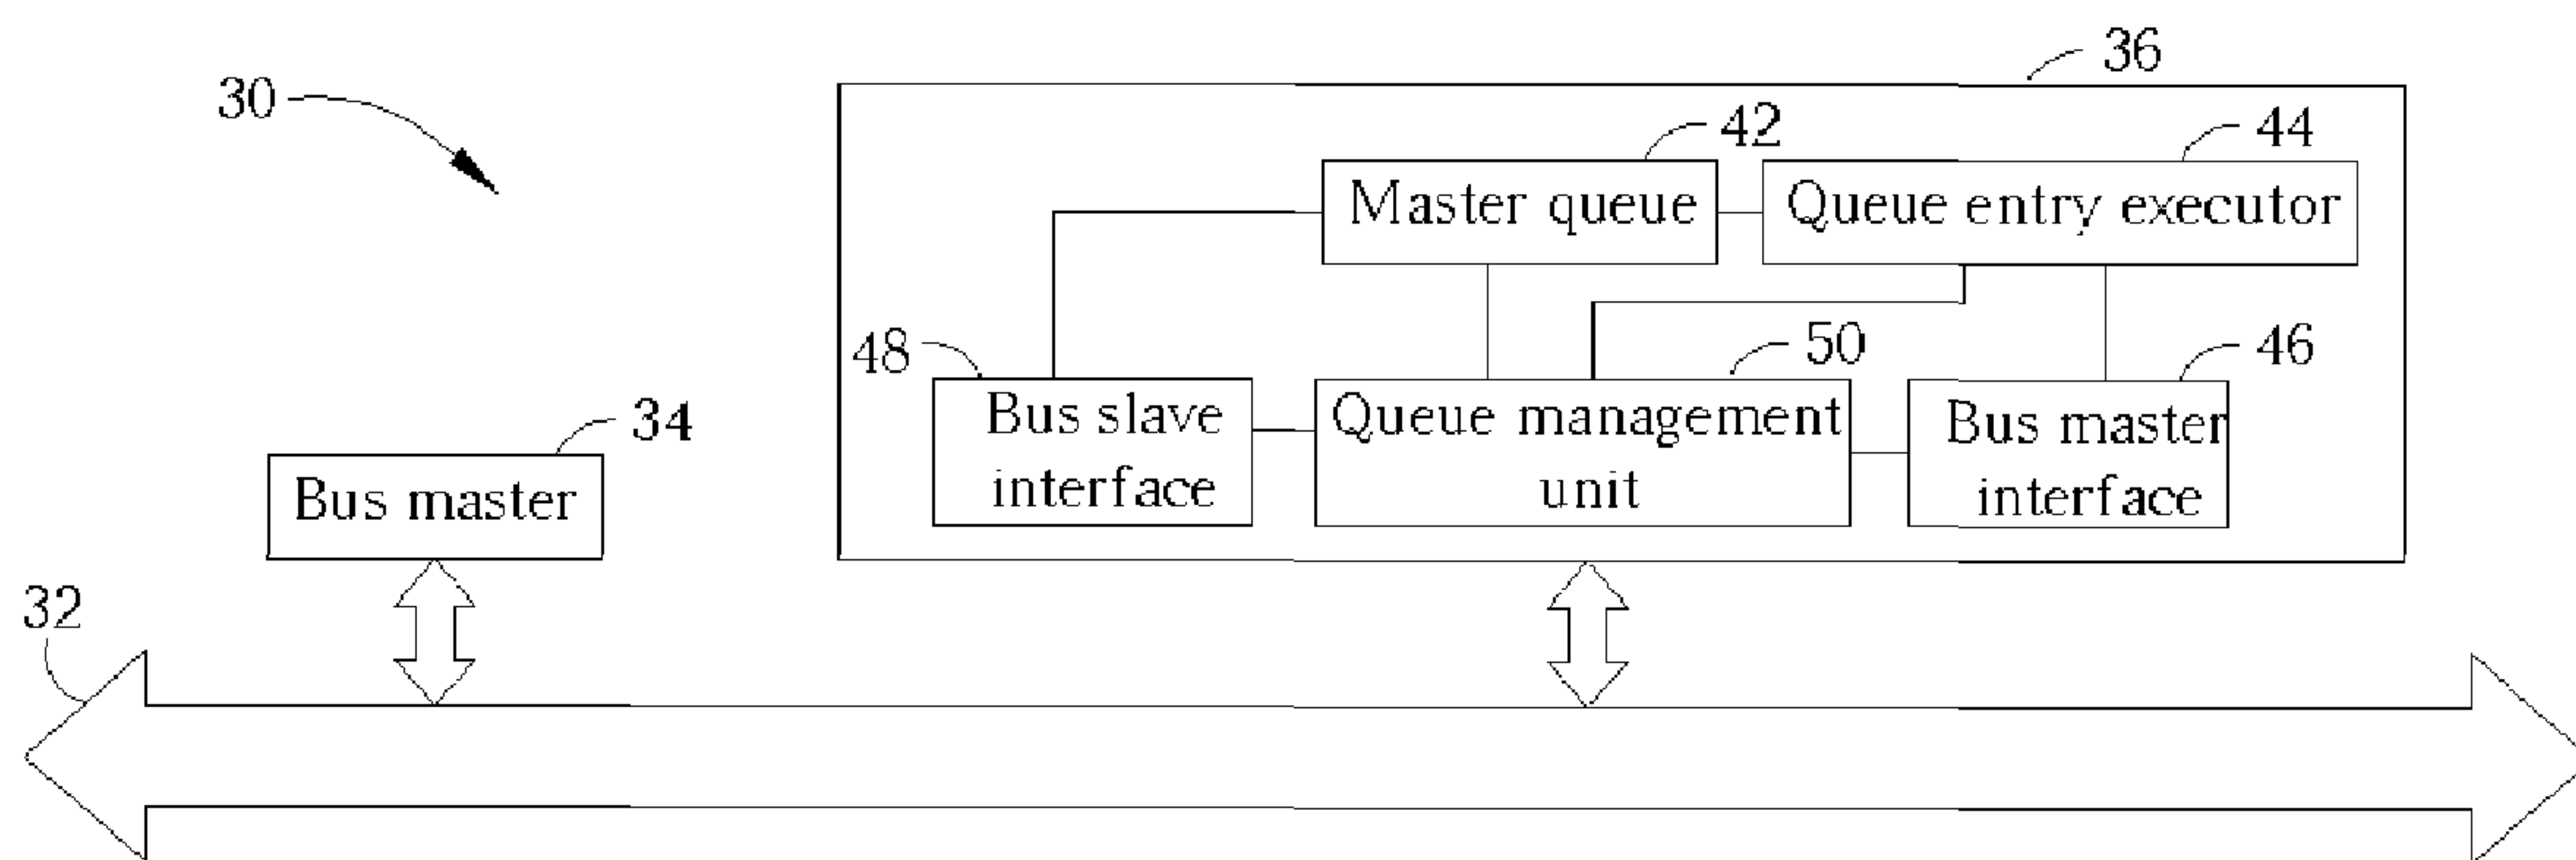 36
30
42
44
Master queue
Queue entry executor
48
50
46
Bus slave
interface
Queue management
unit
Bus master
interface
34
Bus master
32